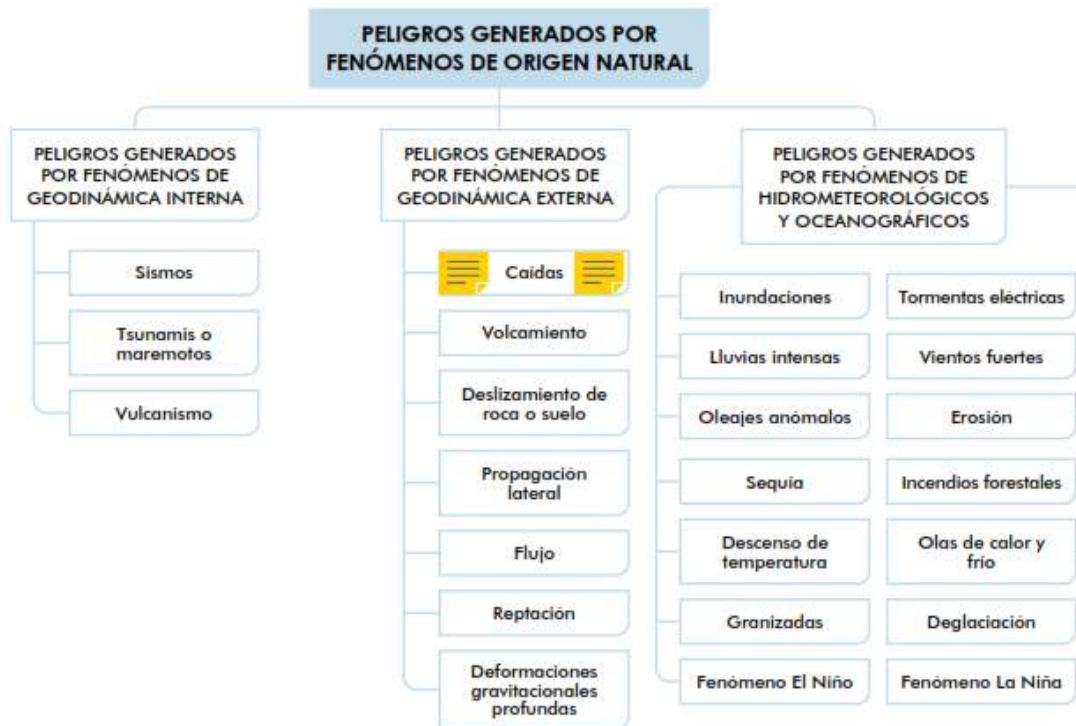 PELIGROS GENERADOS POR
FENÓMENOS DE ORIGEN NATURAL
PELIGROS GENERADOS
POR FENÓMENOS DE
GEODINÁMICA INTERNA
Sismos
Tsunamis o
maremotos
Vulcanismo
PELIGROS GENERADOS
POR FENÓMENOS DE
GEODINÁMICA EXTERNA
Caídas
Volcamiento
Deslizamiento de
roca o suelo
Propagación
lateral
Flujo
Reptación
Deformaciones
gravitacionales
profundas
PELIGROS GENERADOS
POR FENÓMENOS DE
HIDROMETEOROLÓGICOS
Y OCEANOGRÁFICOS
Inundaciones
Lluvias intensas
Oleajes anómalos
Sequía
Descenso de
temperatura
Granizadas
Fenómeno El Niño
Tormentas eléctricas
Vientos fuertes
Erosión
Incendios forestales
Olas de calor y
frío
Deglaciación
Fenómeno La Niña